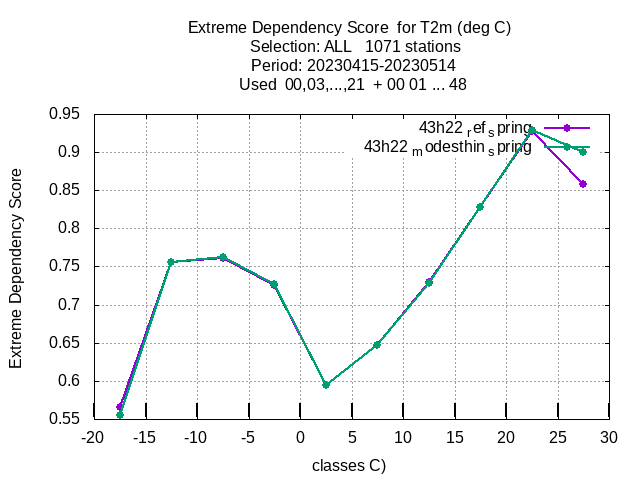 Extreme Dependency Score  for T2m (deg C)
Selection: ALL   1071 stations
Period: 20230415-20230514
Used  00,03,...,21  + 00 01 ... 48
43h22 ref spring
43h22 modesthin spring
Extreme Dependency Score
0.95
0.9
0.85
0.8
0.75
0.7
0.65
0.6
0.55
-20 -15 -10 -5 0 5 10 15 20 25 30
classes C)